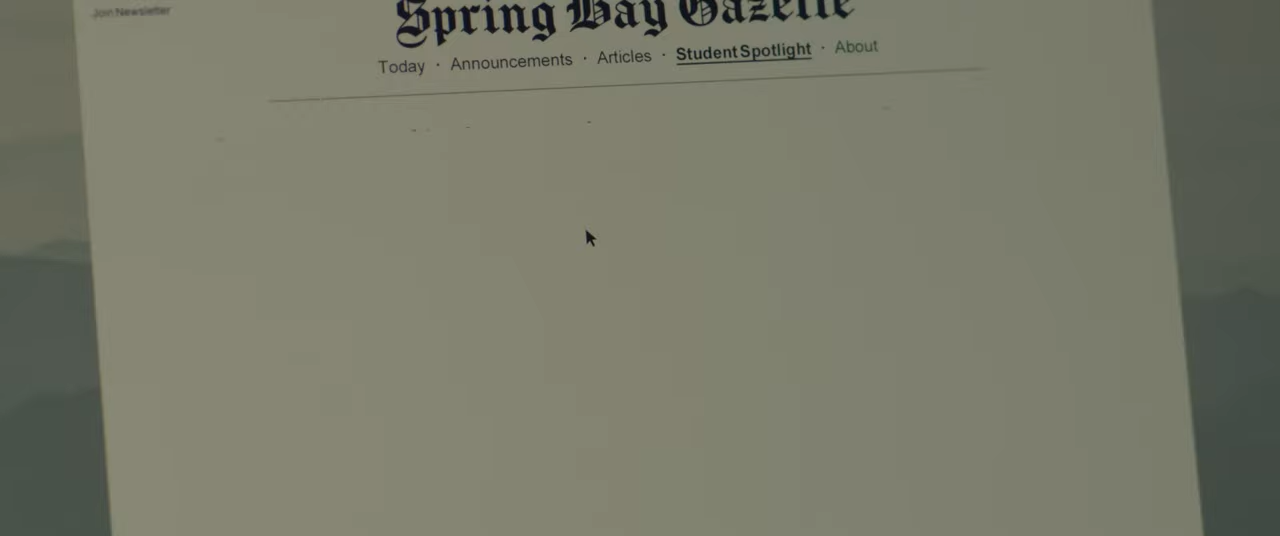 Join Newsletter
Spring Bay Gazette
Today · Announcements · Articles · Student Spotlight · About